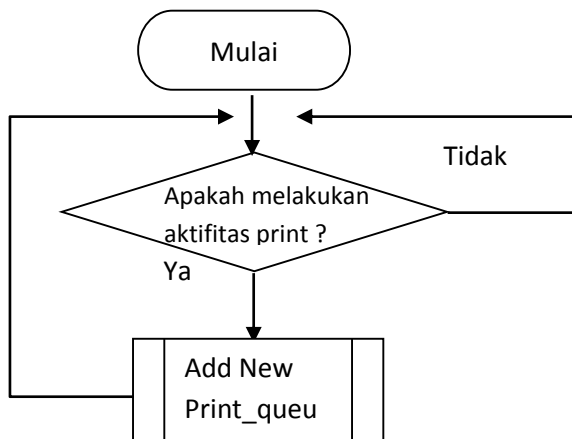 Mulai
Tidak
Apakah melakukan
aktifitas print ?
Ya
Add New
Print_queu